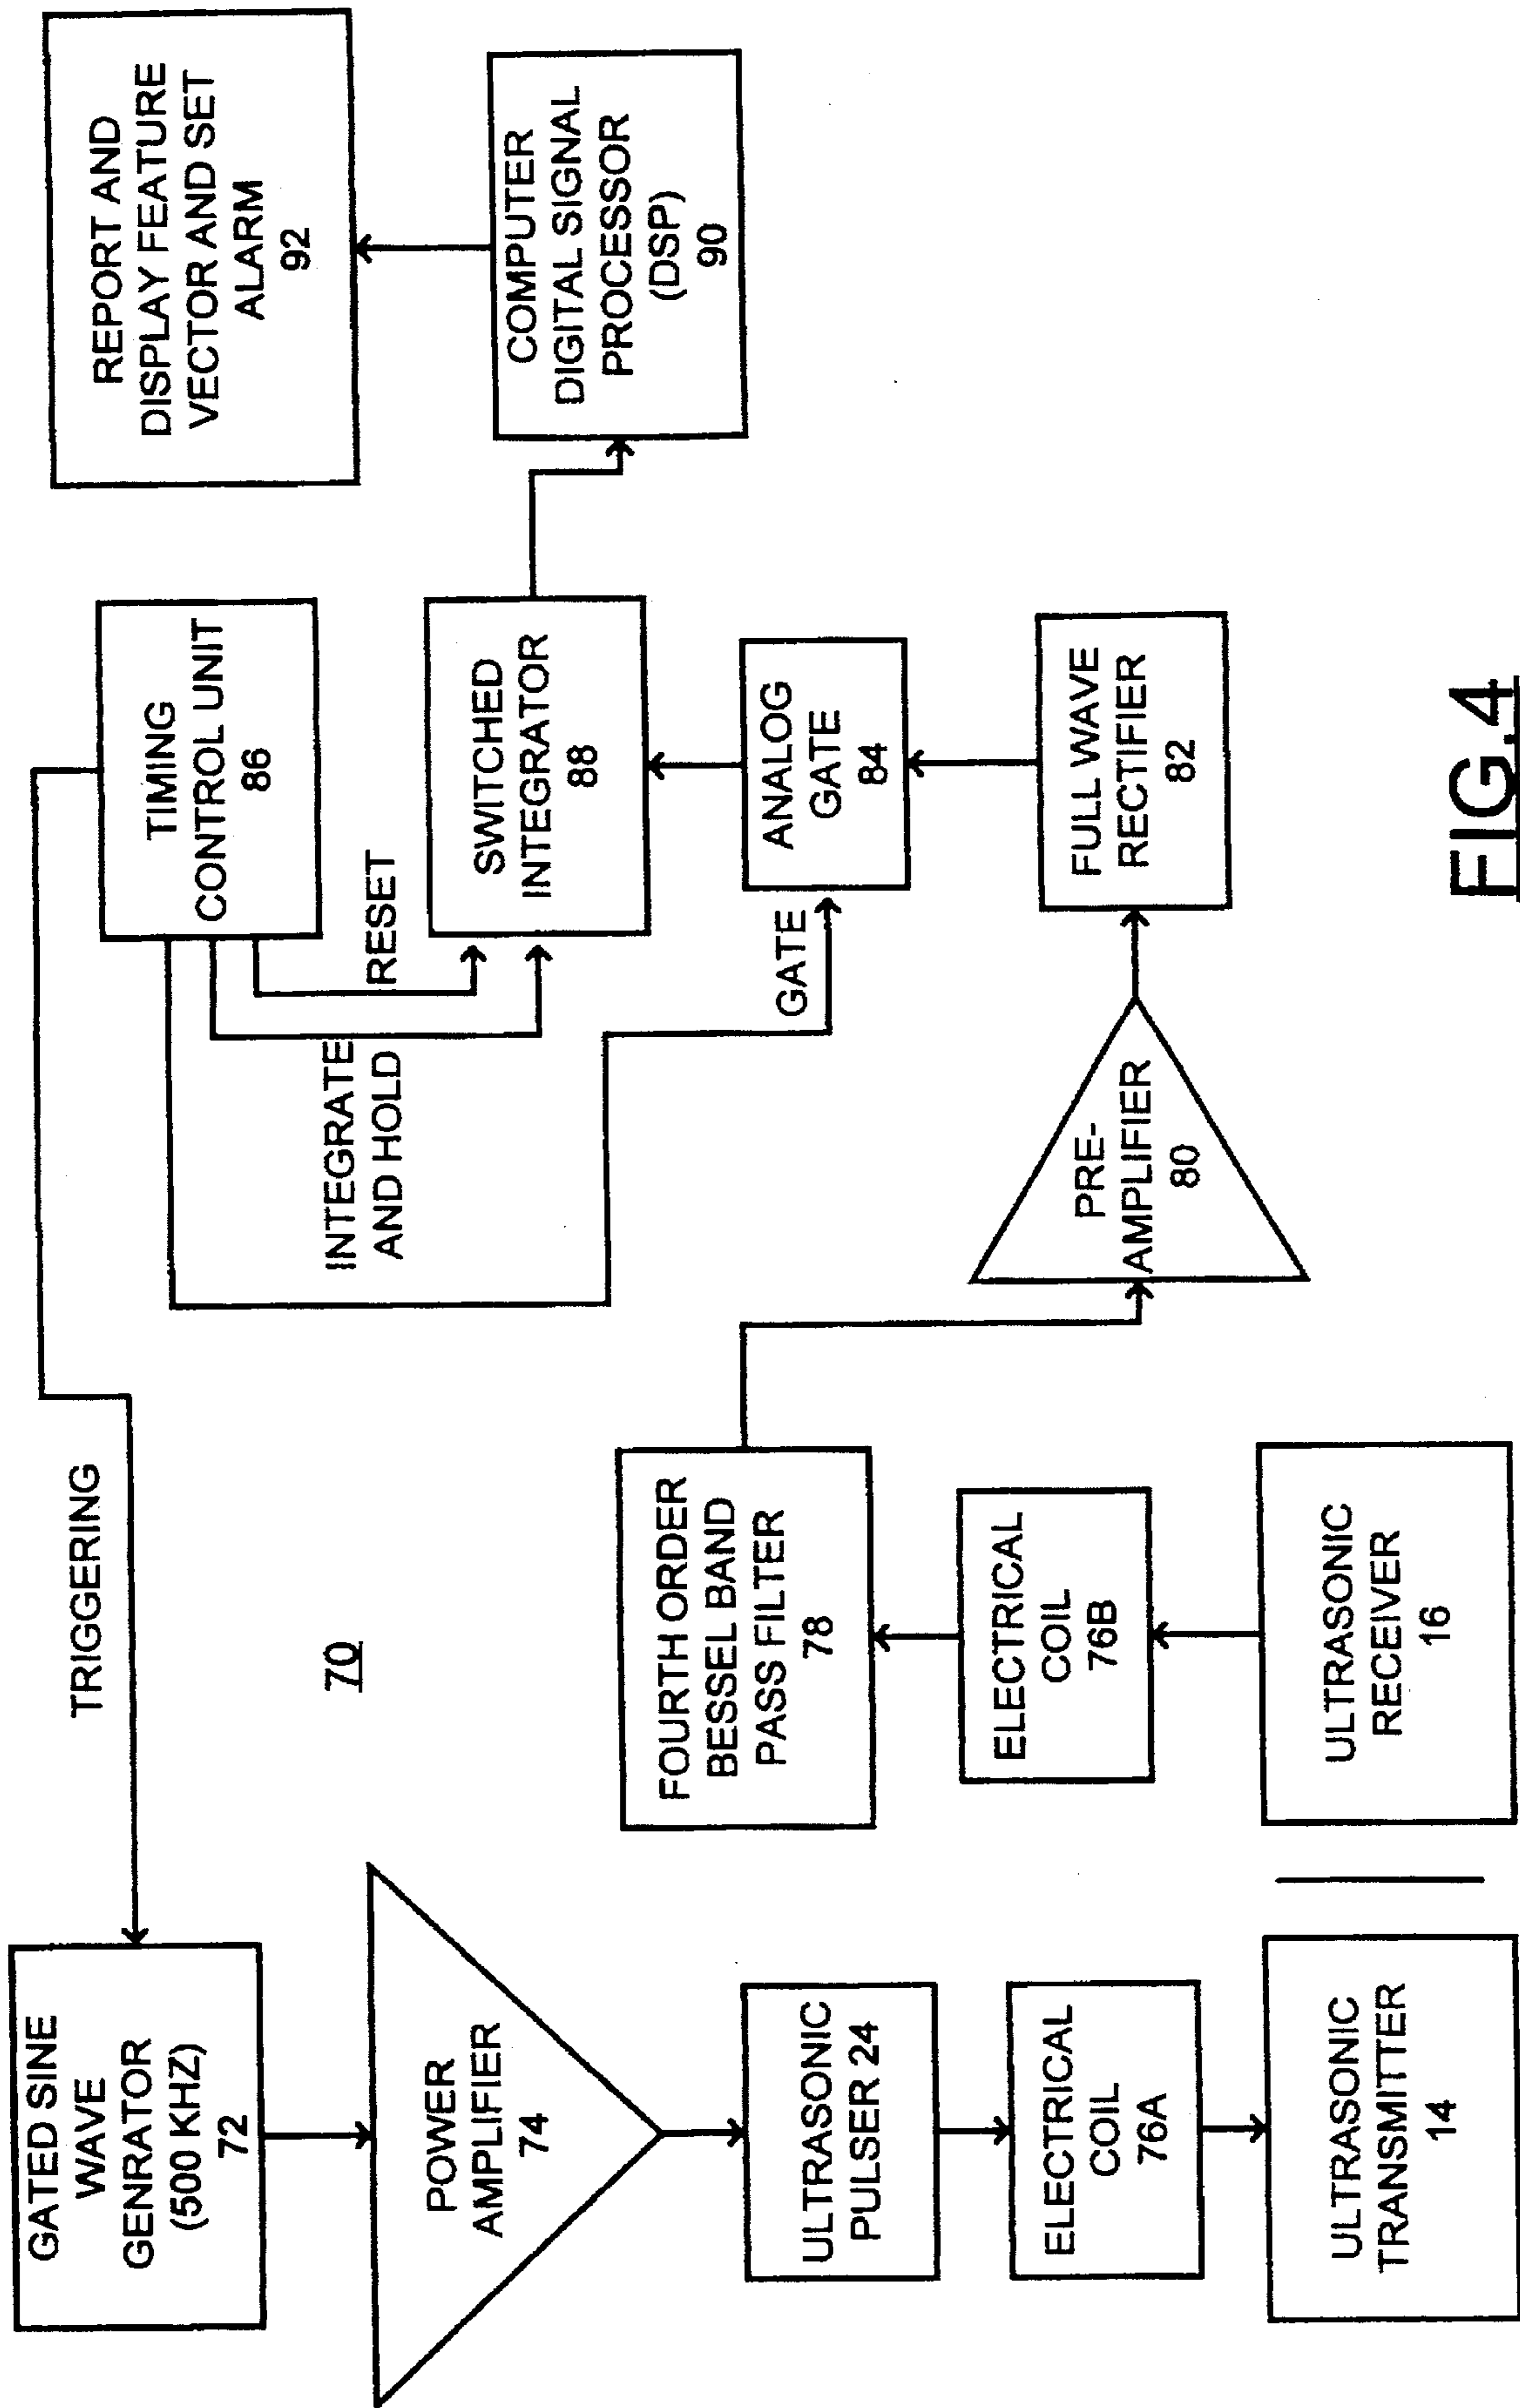 GATED SINE
WAVE
GENRATOR
(500 KHZ)
72
TRIGGERING
TIMING
CONTROL UNIT
86
REPORT AND
DISPLAY FEATURE
VECTOR AND SET
ALARM
92
POWER
AMPLIFIER
74
70
INTEGRATE
AND HOLD
RESET
SWITCHED
INTEGRATOR
88
COMPUTER
DIGITAL SIGNAL
PROCESSOR
(DSP)
90
ULTRASONIC
PULSER 24
FOURTH ORDER
BESSEL BAND
PASS FILTER
78
GATE
ANALOG
GATE
84
ELECTRICAL
COIL
76A
ELECTRICAL
COIL
76B
PRE-
AMPLIFIER
80
FULL WAVE
RECTIFIER
82
ULTRASONIC
TRANSMITTER
14
ULTRASONIC
RECEIVER
16
FIG.4